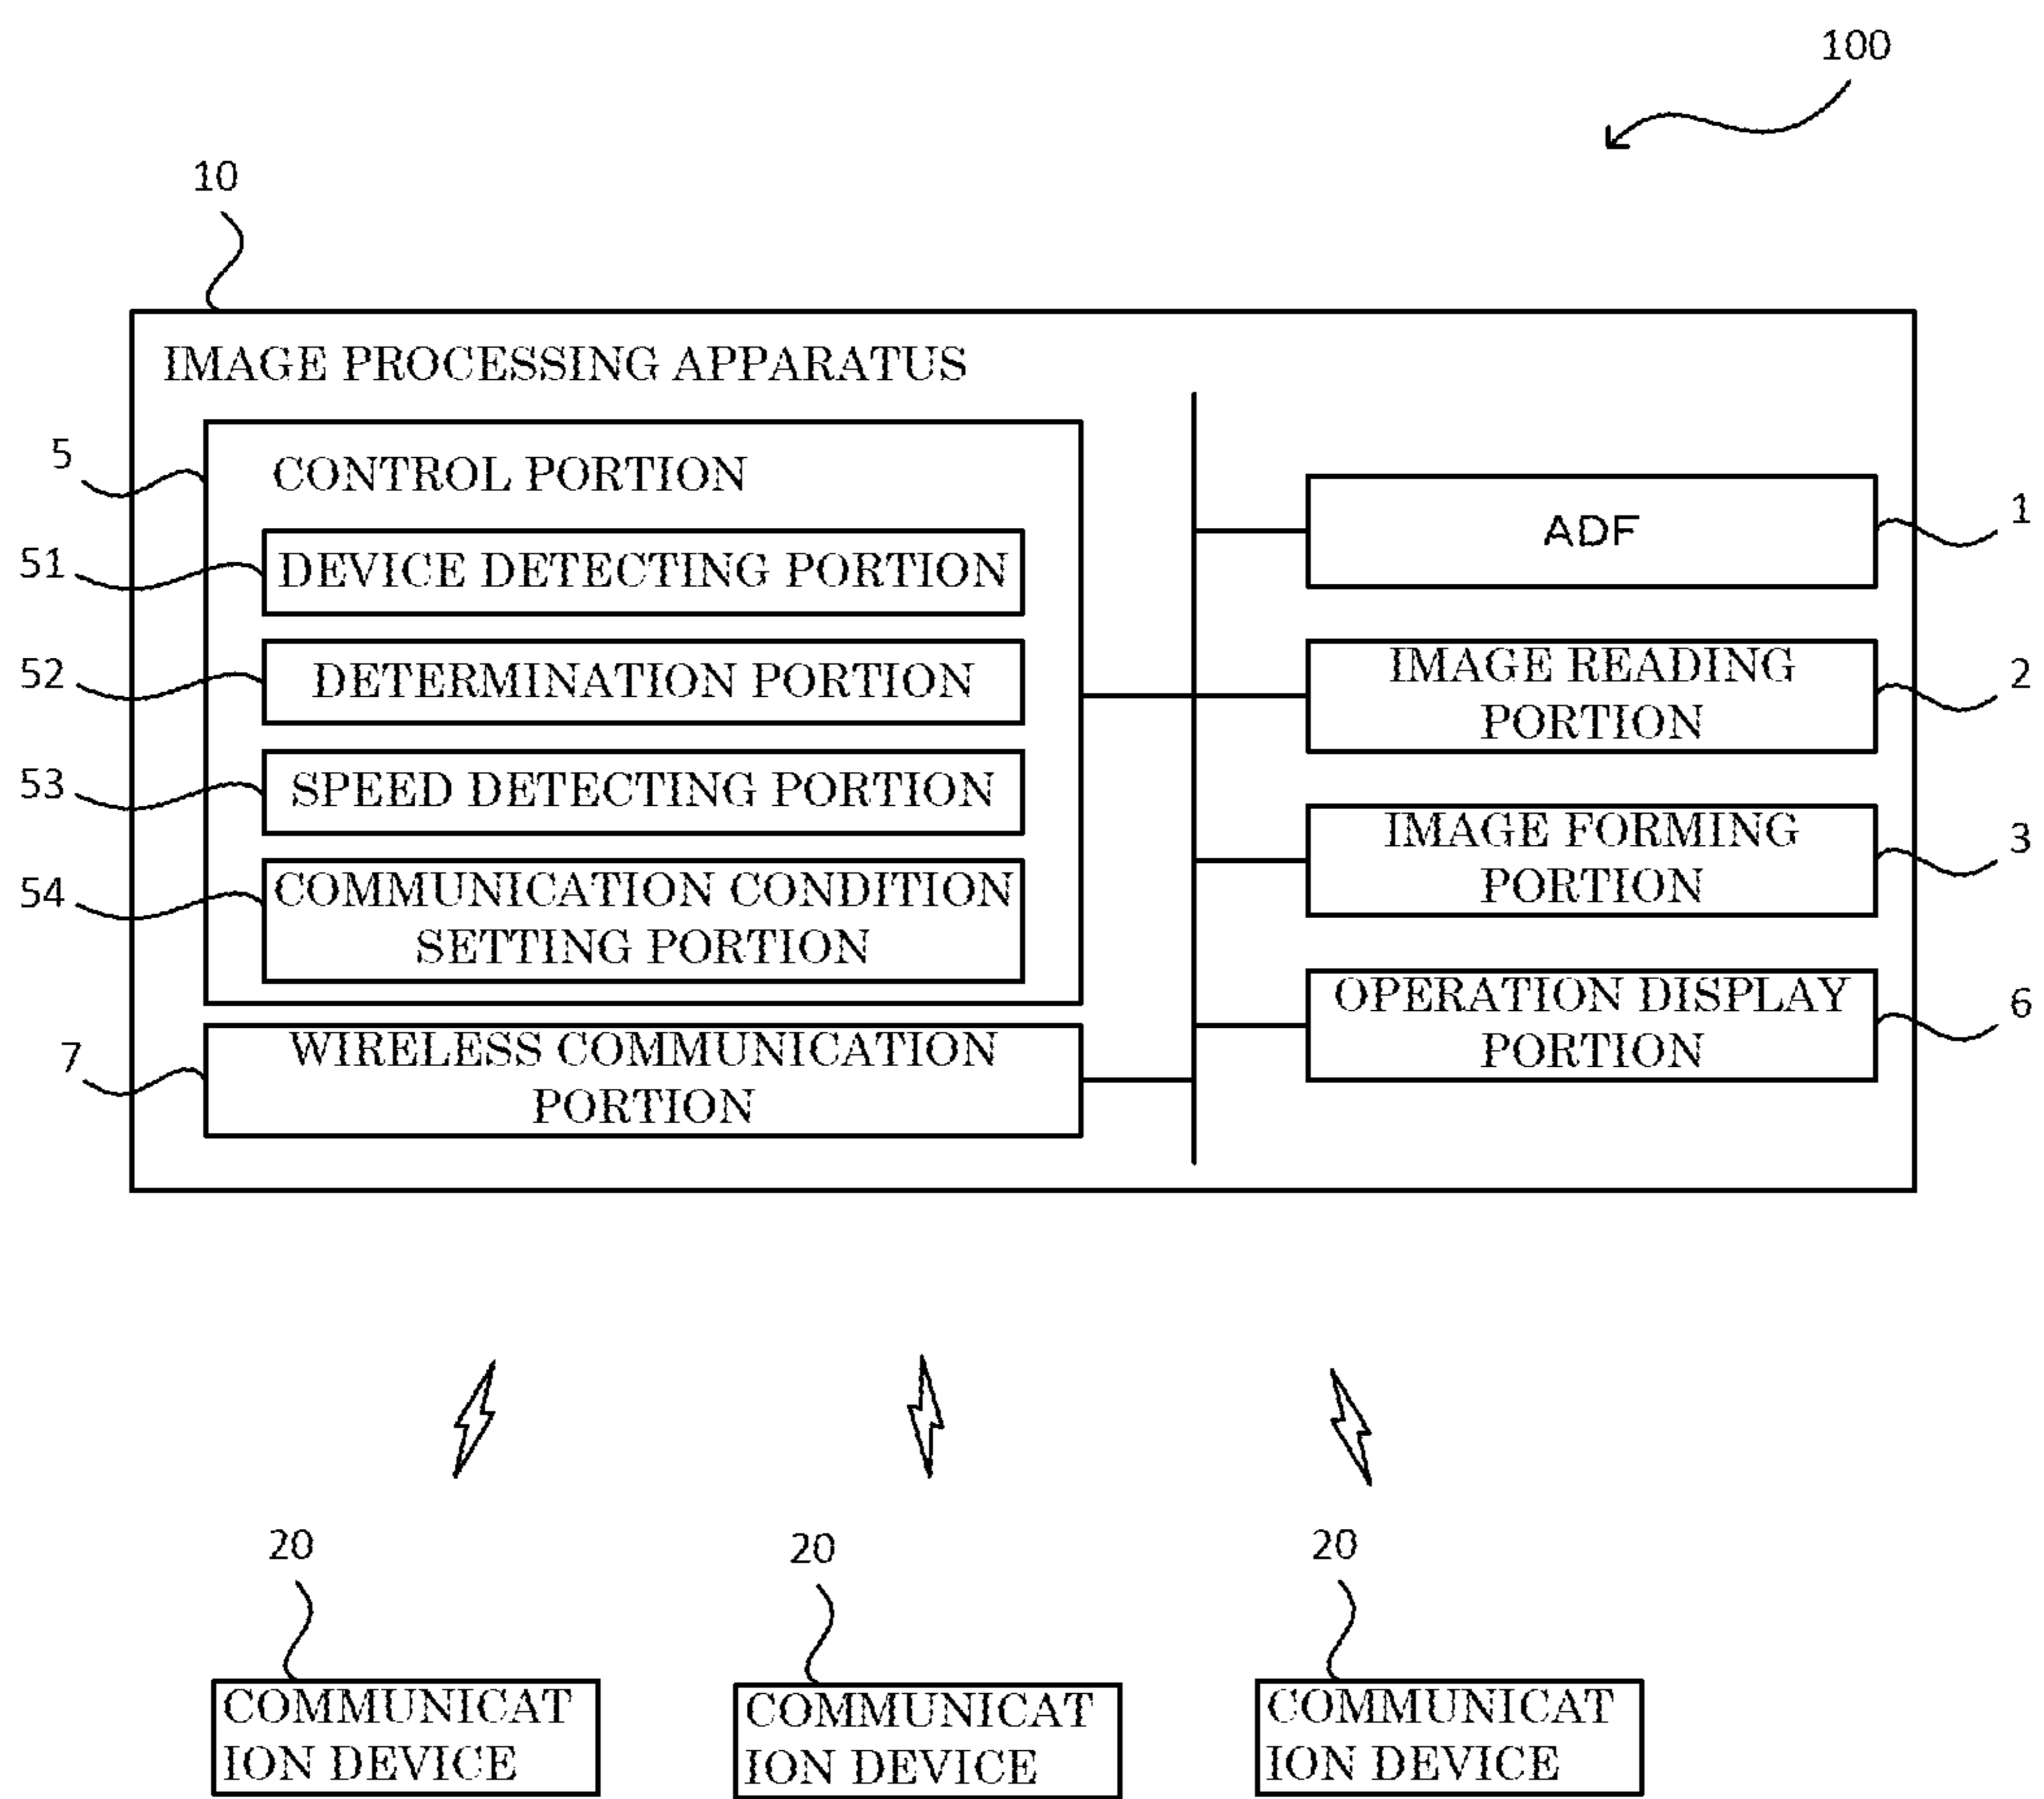 100
10
IMAGE PROCESSING APPARATUS
5
CONTROL PORTION
51
DEVICE DETECTING PORTION
52
DETERMINATION PORTION
53
SPEED DETECTING PORTION
54
COMMUNICATION CONDITION
SETTING PORTION
7
WIRELESS COMMUNICATION
PORTION
ADF
1
IMAGE READING
PORTION
2
IMAGE FORMING
PORTION
3
OPERATION DISPLAY
PORTION
6
20
COMMUNICAT
ION DEVICE
20
COMMUNICAT
ION DEVICE
20
COMMUNICAT
ION DEVICE